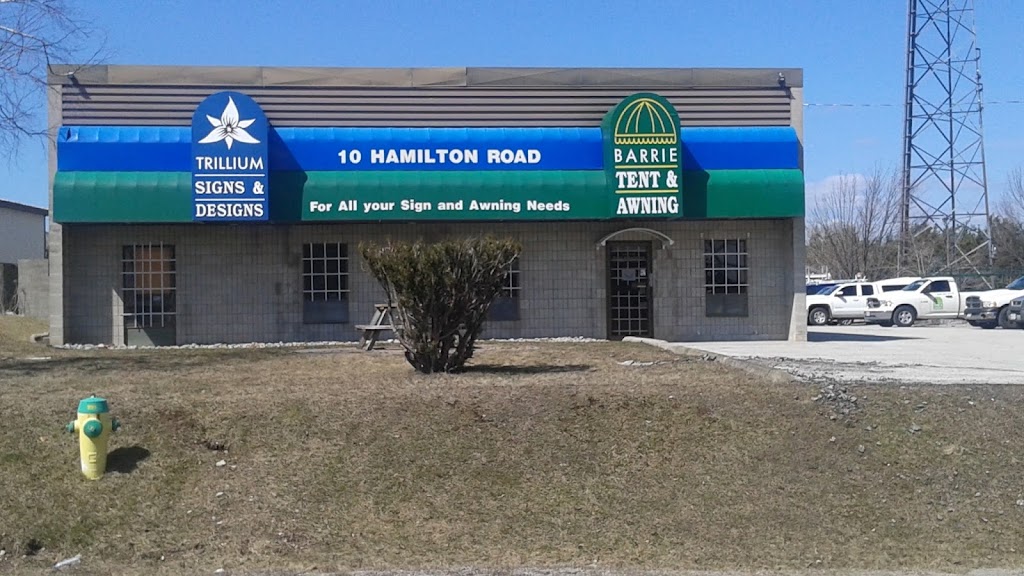 TRILLIUM
SIGNS &
DESIGNS
10 HAMILTON ROAD
For All your Sign and Awning Needs
BARRIE
TENT &
AWNING